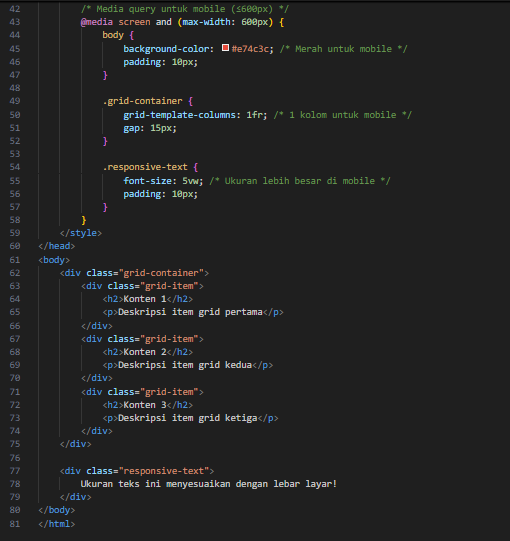 42 /* Media query untuk mobile (≤600px) */
43 @media screen and (max-width: 600px) {
44 body {
45 background-color: #e74c3c; /* Merah untuk mobile */
46 padding: 10px;
47 }
48
49 .grid-container {
50 grid-template-columns: 1fr; /* 1 kolom untuk mobile */
51 gap: 15px;
52 }
53
54 .responsive-text {
55 font-size: 5vw; /* Ukuran lebih besar di mobile */
56 padding: 10px;
57 }
58 }
59 </style>
60 </head>
61 <body>
62 <div class="grid-container">
63 <div class="grid-item">
64 <h2>Konten 1</h2>
65 <p>Deskripsi item grid pertama</p>
66 </div>
67 <div class="grid-item">
68 <h2>Konten 2</h2>
69 <p>Deskripsi item grid kedua</p>
70 </div>
71 <div class="grid-item">
72 <h2>Konten 3</h2>
73 <p>Deskripsi item grid ketiga</p>
74 </div>
75 </div>
76
77 <div class="responsive-text">
78 Ukuran teks ini menyesuaikan dengan lebar layar!
79 </div>
80 </body>
81 </html>